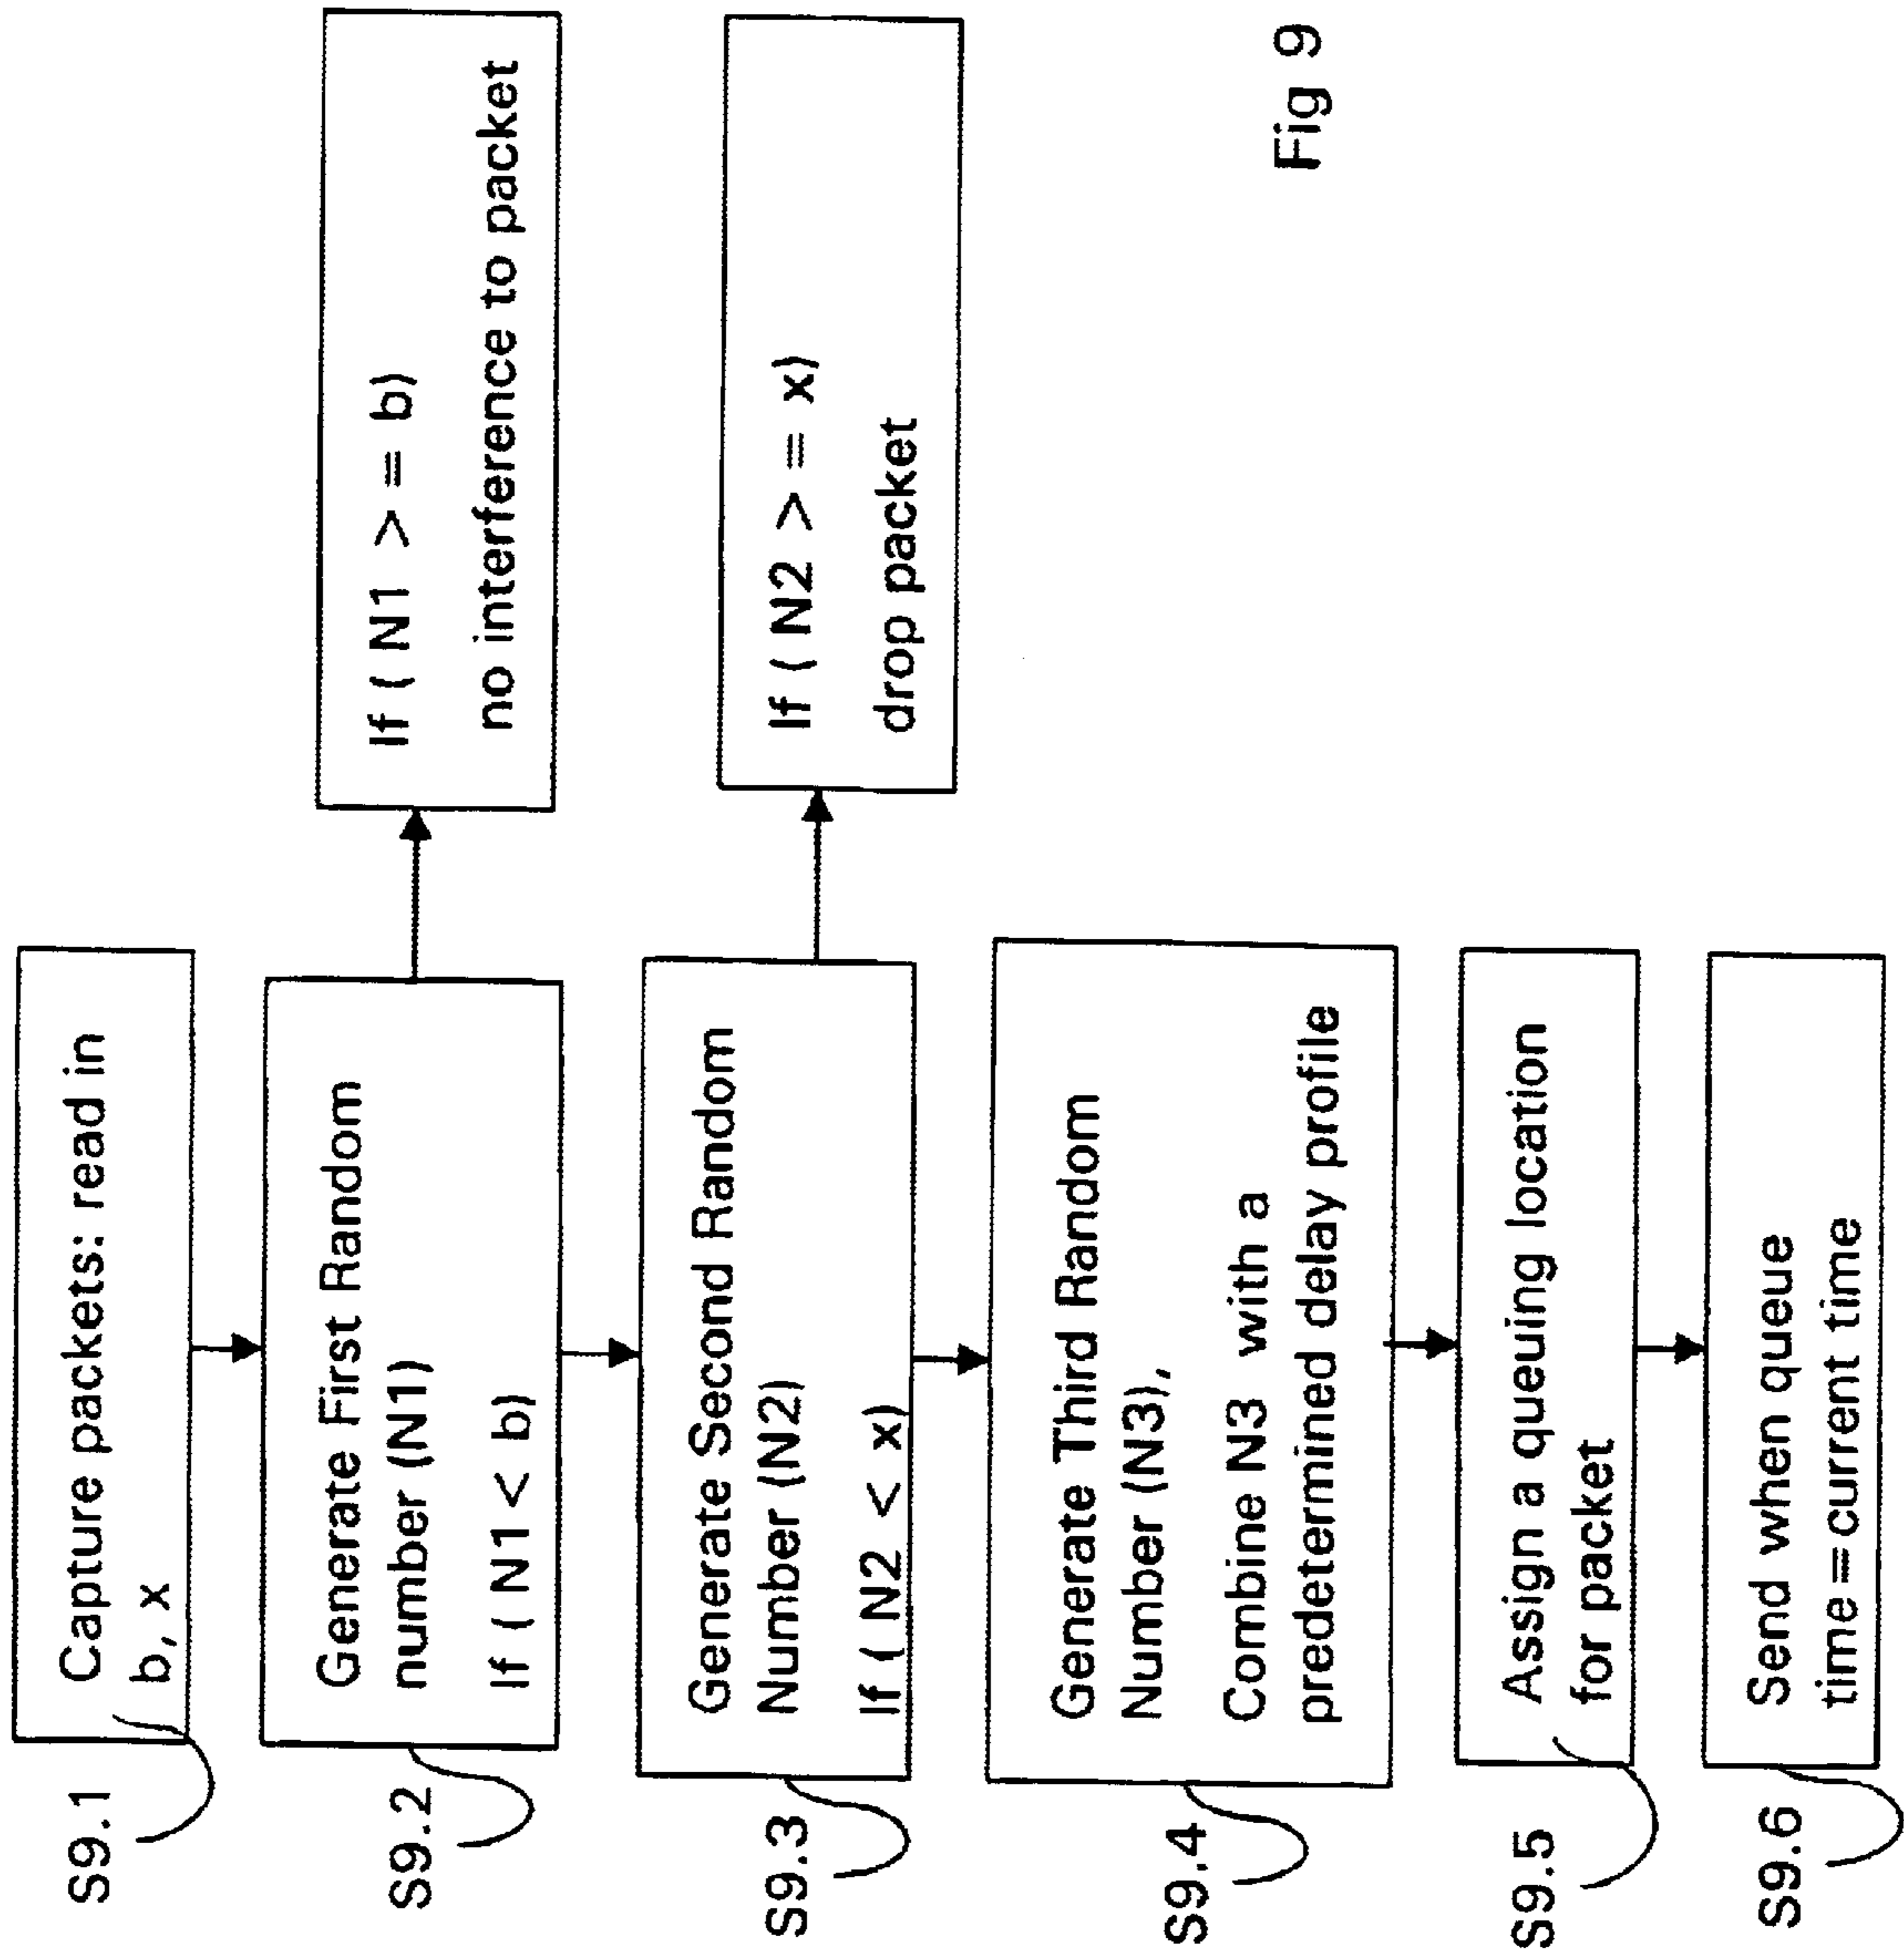 S9.1
Capture packets: read in
b, x
S9.2
Generate First Random
number (N1)
If ( N1 < b)
If ( N1 > = b)
no interference to packet
S9.3
Generate Second Random
Number (N2)
If ( N2 < x)
If ( N2 > = x)
drop packet
S9.4
Generate Third Random
Number (N3),
Combine N3 with a
predetermined delay profile
S9.5
Assign a queuing location
for packet
S9.6
Send when queue
time = current time
Fig 9